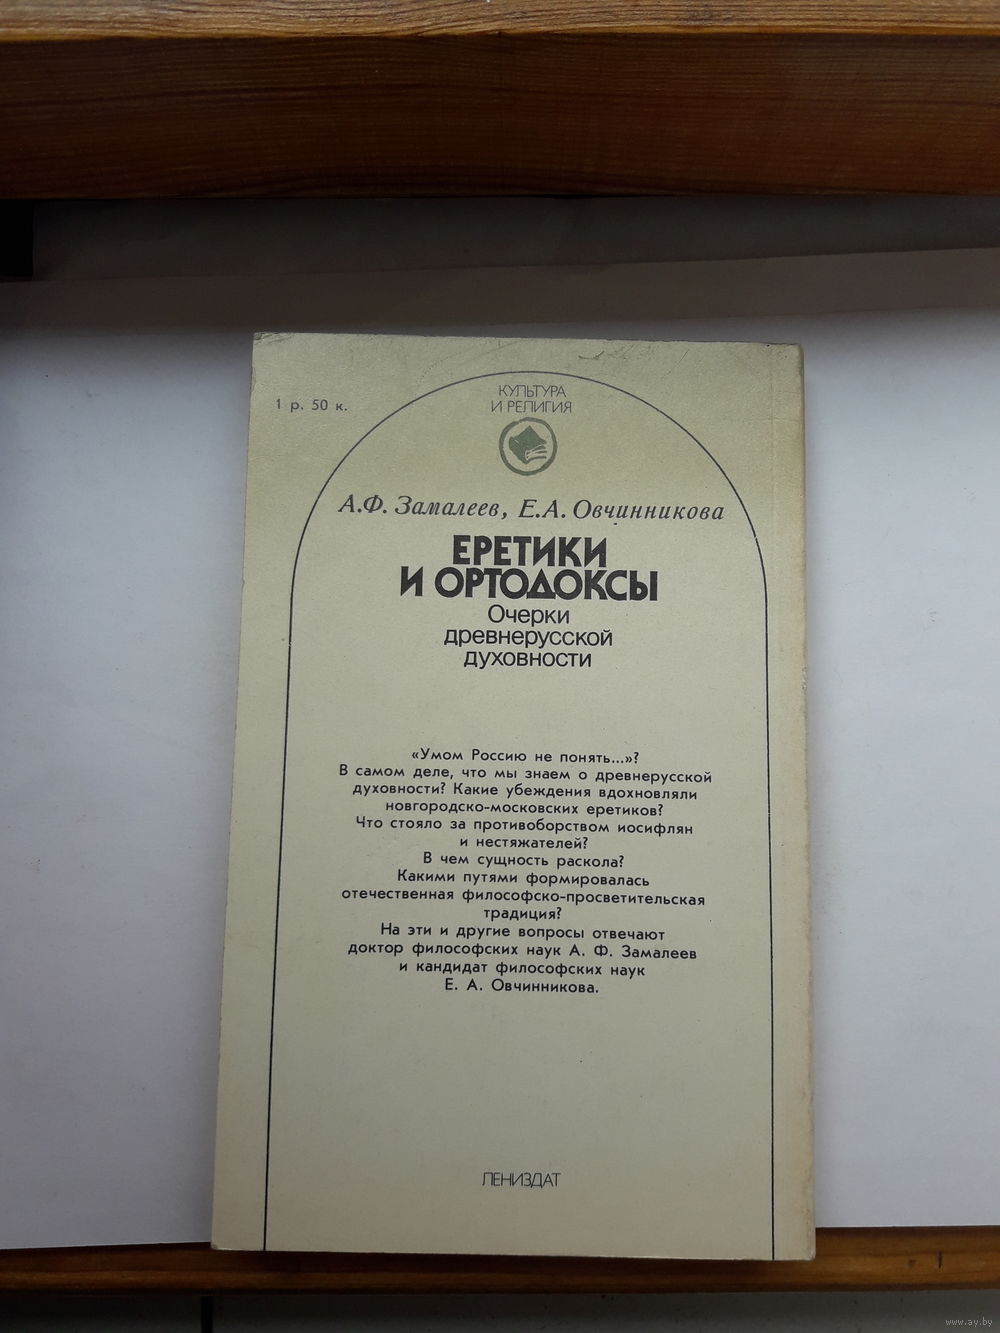 1 р. 50 к.
КУЛЬТУРА
И РЕЛИГИЯ
А.Ф. Замалеев, Е.А. Овчинникова
ЕРЕТИКИ
И ОРТОДОКСЫ
Очерки
древнерусской
духовности
«Умом Россию не понять...»?
В самом деле, что мы знаем о древнерусской
духовности? Какие убеждения вдохновляли
новгородско-московских еретиков?
Что стояло за противоборством иосифлян
и нестяжателей?
В чем сущность раскола?
Какими путями формировалась
отечественная философско-просветительская
традиция?
На эти и другие вопросы отвечают
доктор философских наук А. Ф. Замалеев
и кандидат философских наук
Е. А. Овчинникова.
ЛЕНИЗДАТ
www.ay.by